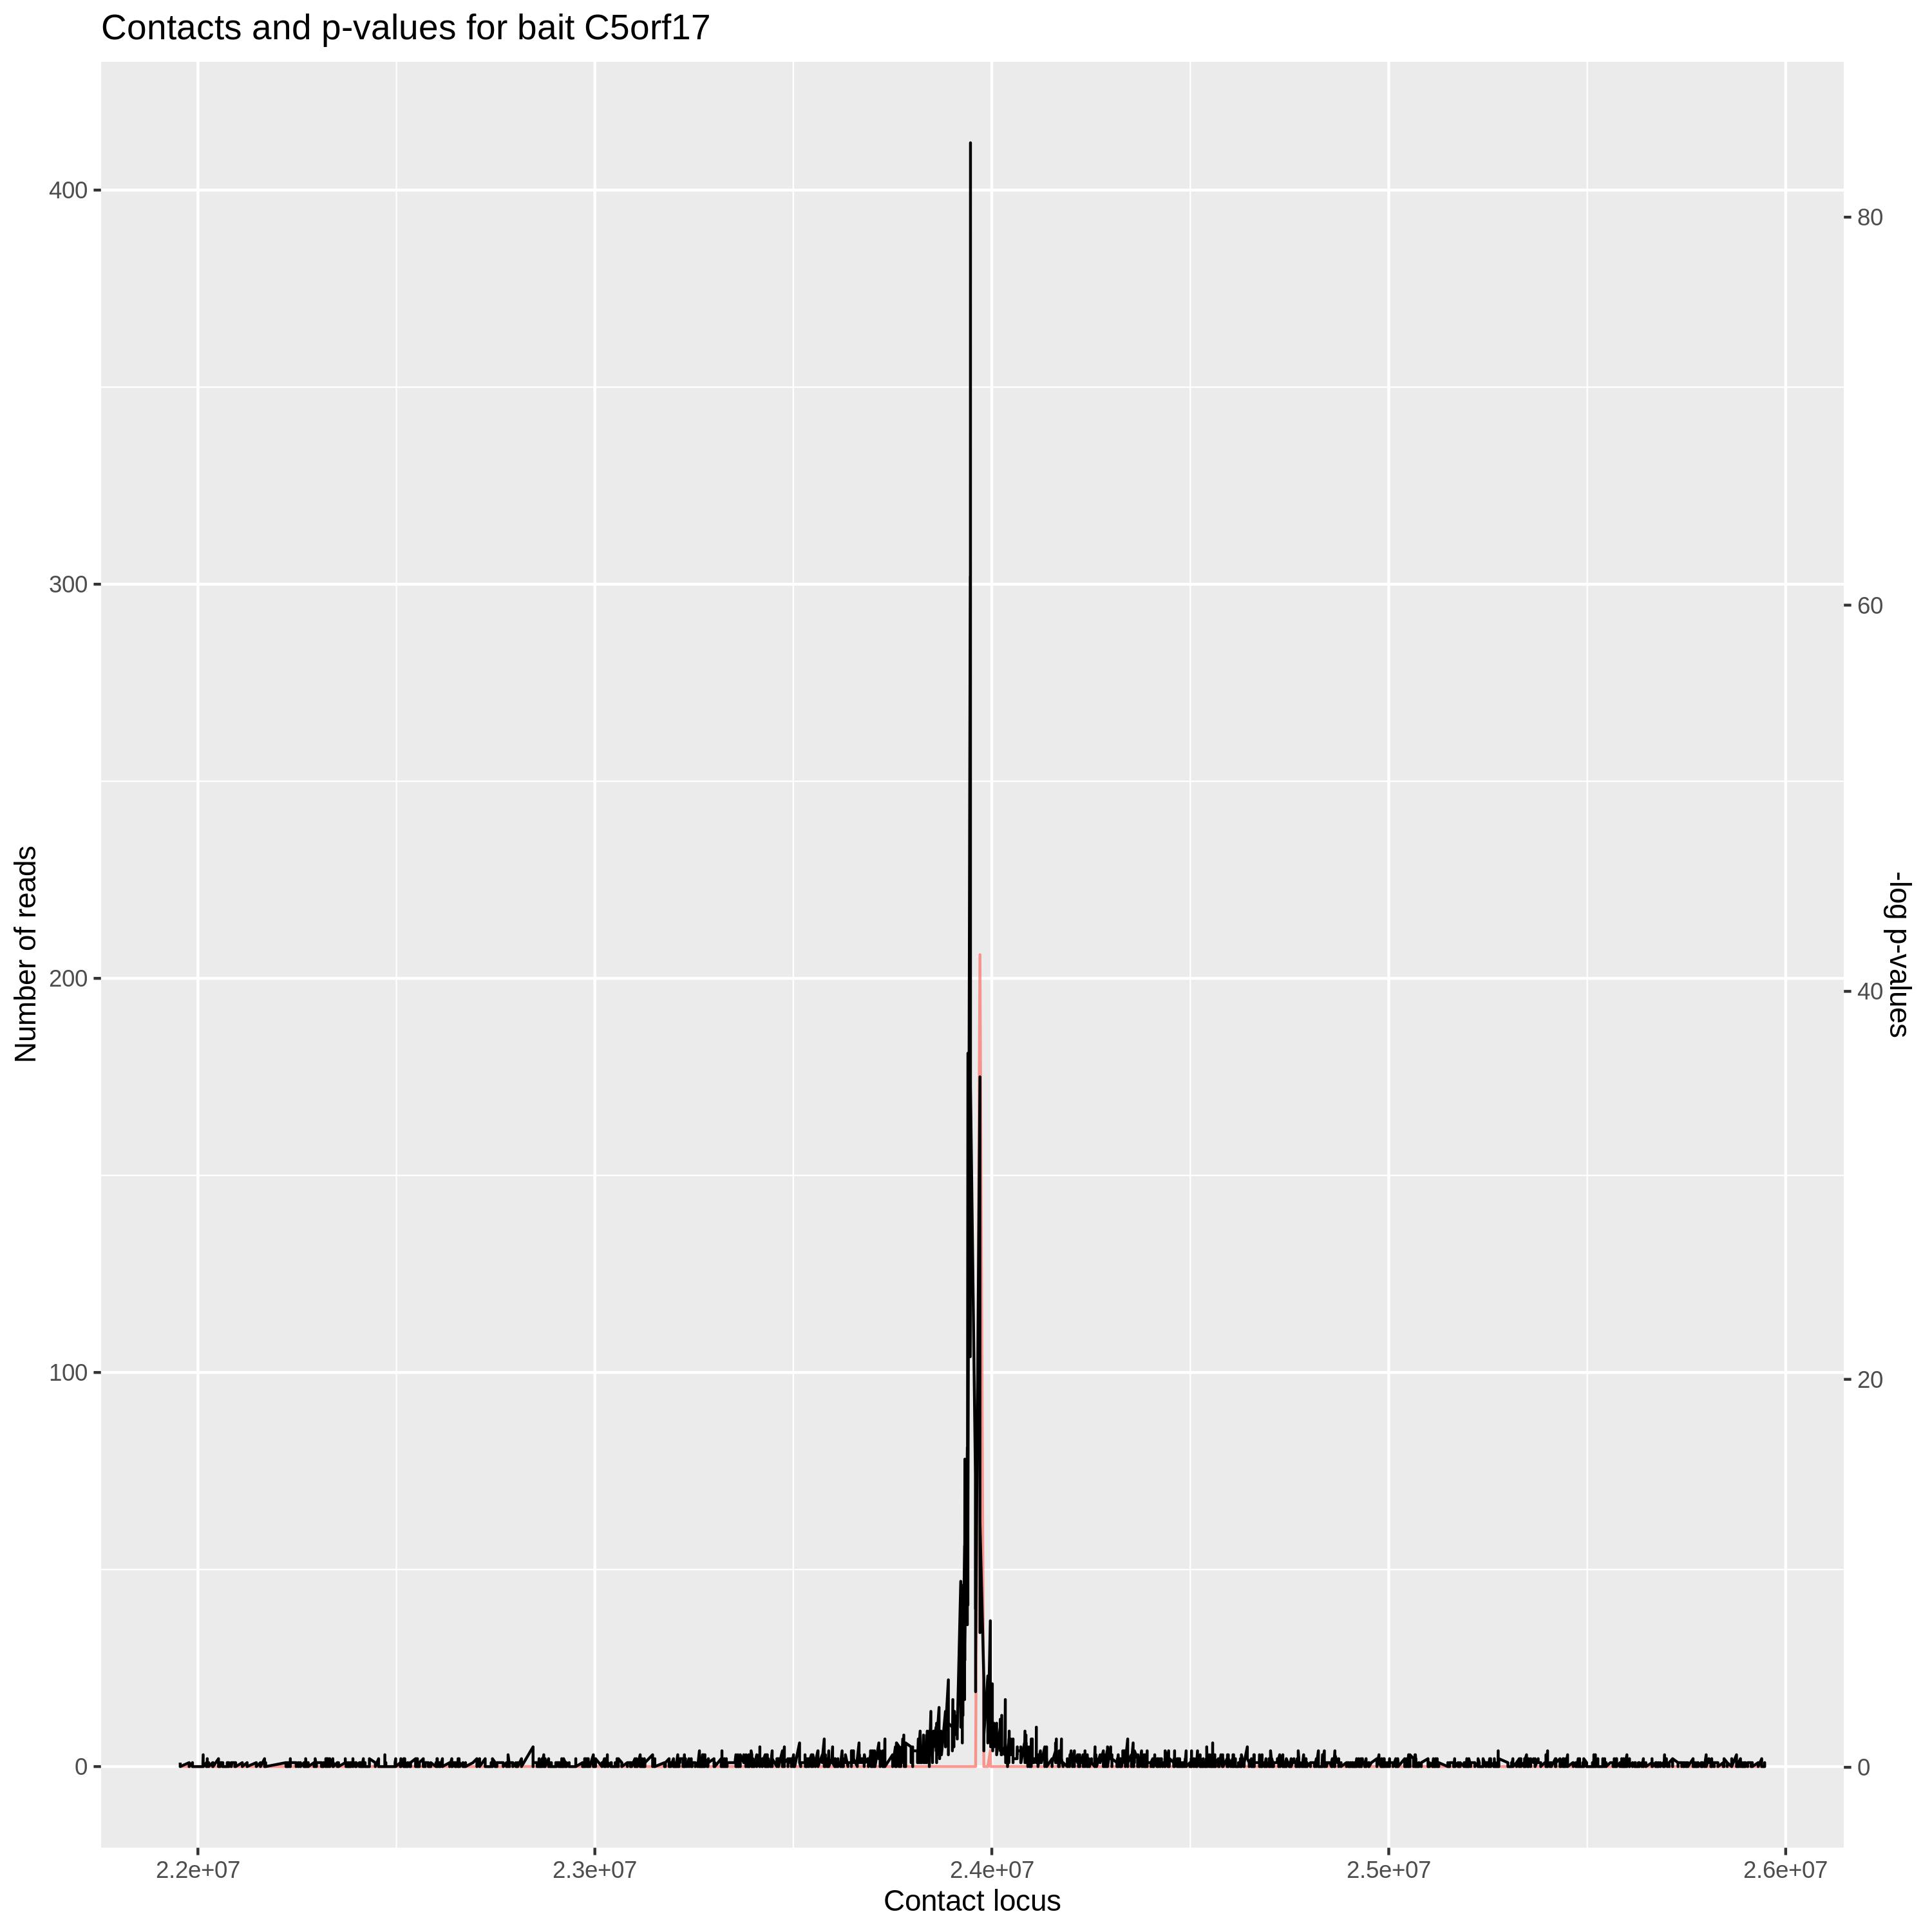 Contacts and p-values for bait C5orf17
400
300
200
100
0
Number of reads
80
60
40
20
0
-log p-values
2.2e+07
2.3e+07
2.4e+07
2.5e+07
2.6e+07
Contact locus